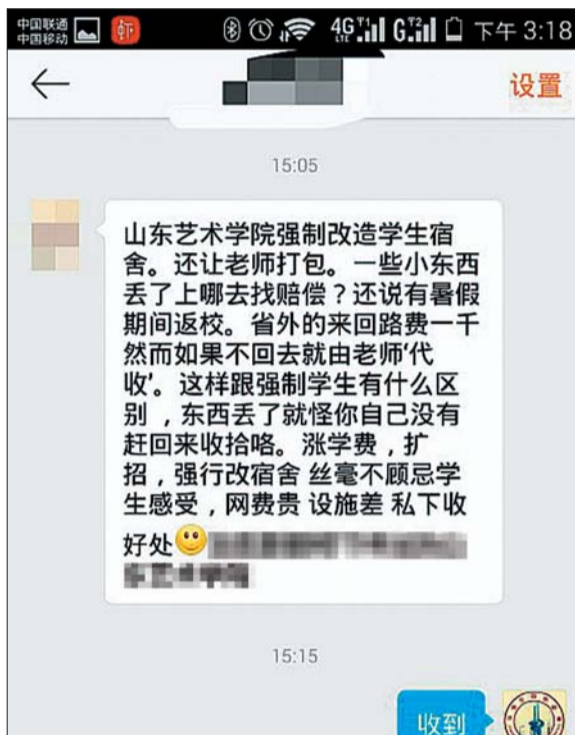 中国联通
中国移动
4G T1 G T2 下午 3:18
LTE
设置
15:05
山东艺术学院强制改造学生宿
舍。还让老师打包。一些小东西
丢了上哪去找赔偿？还说有暑假
期间返校。省外的来回路费一千
然而如果不回去就由老师‘代
收’。这样跟强制学生有什么区
别 ，东西丢了就怪你自己没有
赶回来收拾咯。涨学费，扩
招，强行改宿舍 丝毫不顾忌学
生感受，网费贵 设施差 私下收
好处
15:15
收到